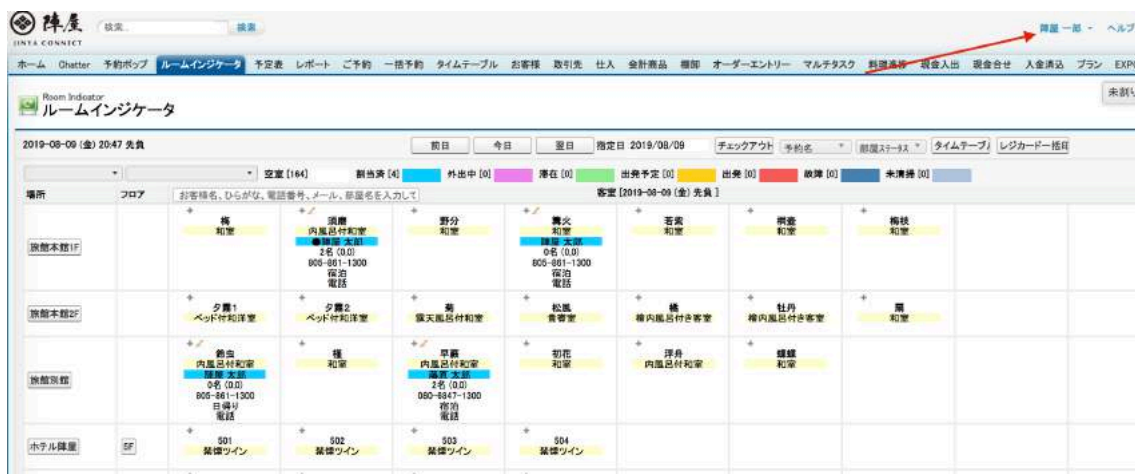 陣屋
JINYA CONNECT
検索...
検索
陣屋 一郎
ヘルプ
ホーム Chatter 予約ポップ ルームインジケータ 予定表 レポート ご予約 一括予約 タイムテーブル お客様 取引先 仕入 会計商品 棚卸 オーダーエントリー マルチタスク 料理進捗 現金入出 現金合せ 入金消込 プラン EXPO
Room Indicator
ルームインジケータ
未割り
2019-08-09 (金) 20:47 先負
前日 今日 翌日 指定日 2019/08/09 チェックアウト 予約名 部屋ステータス タイムテーブル レジカード一括印
空室 [164] 割当済 [4] 外出中 [0] 滞在 [0] 出発予定 [0] 出発 [0] 故障 [0] 未清掃 [0]
場所 フロア お客様名、ひらがな、電話番号、メール、部屋名を入力して 客室 [2019-08-09 (金) 先負 ]
旅館本館1F
梅
和室
須磨
内風呂付和室
●陣屋 太郎
2名 (0,0)
805-861-1300
宿泊
電話
野分
和室
篝火
和室
陣屋 太郎
0名 (0,0)
805-861-1300
宿泊
電話
若紫
和室
桐壺
和室
梅枝
和室
旅館本館2F
夕霧1
ベッド付和洋室
夕霧2
ベッド付和洋室
菊
露天風呂付和室
松風
貴賓室
橘
檜内風呂付き客室
牡丹
檜内風呂付き客室
蘭
和室
旅館別館
鈴虫
内風呂付和室
陣屋 太郎
0名 (0,0)
805-861-1300
日帰り
電話
槿
和室
早蕨
内風呂付和室
太郎
2名 (0,0)
080-6847-1300
宿泊
電話
初花
和室
浮舟
内風呂付和室
和室
ホテル陣屋
5F
501
禁煙ツイン
502
禁煙ツイン
503
禁煙ツイン
504
禁煙ツイン